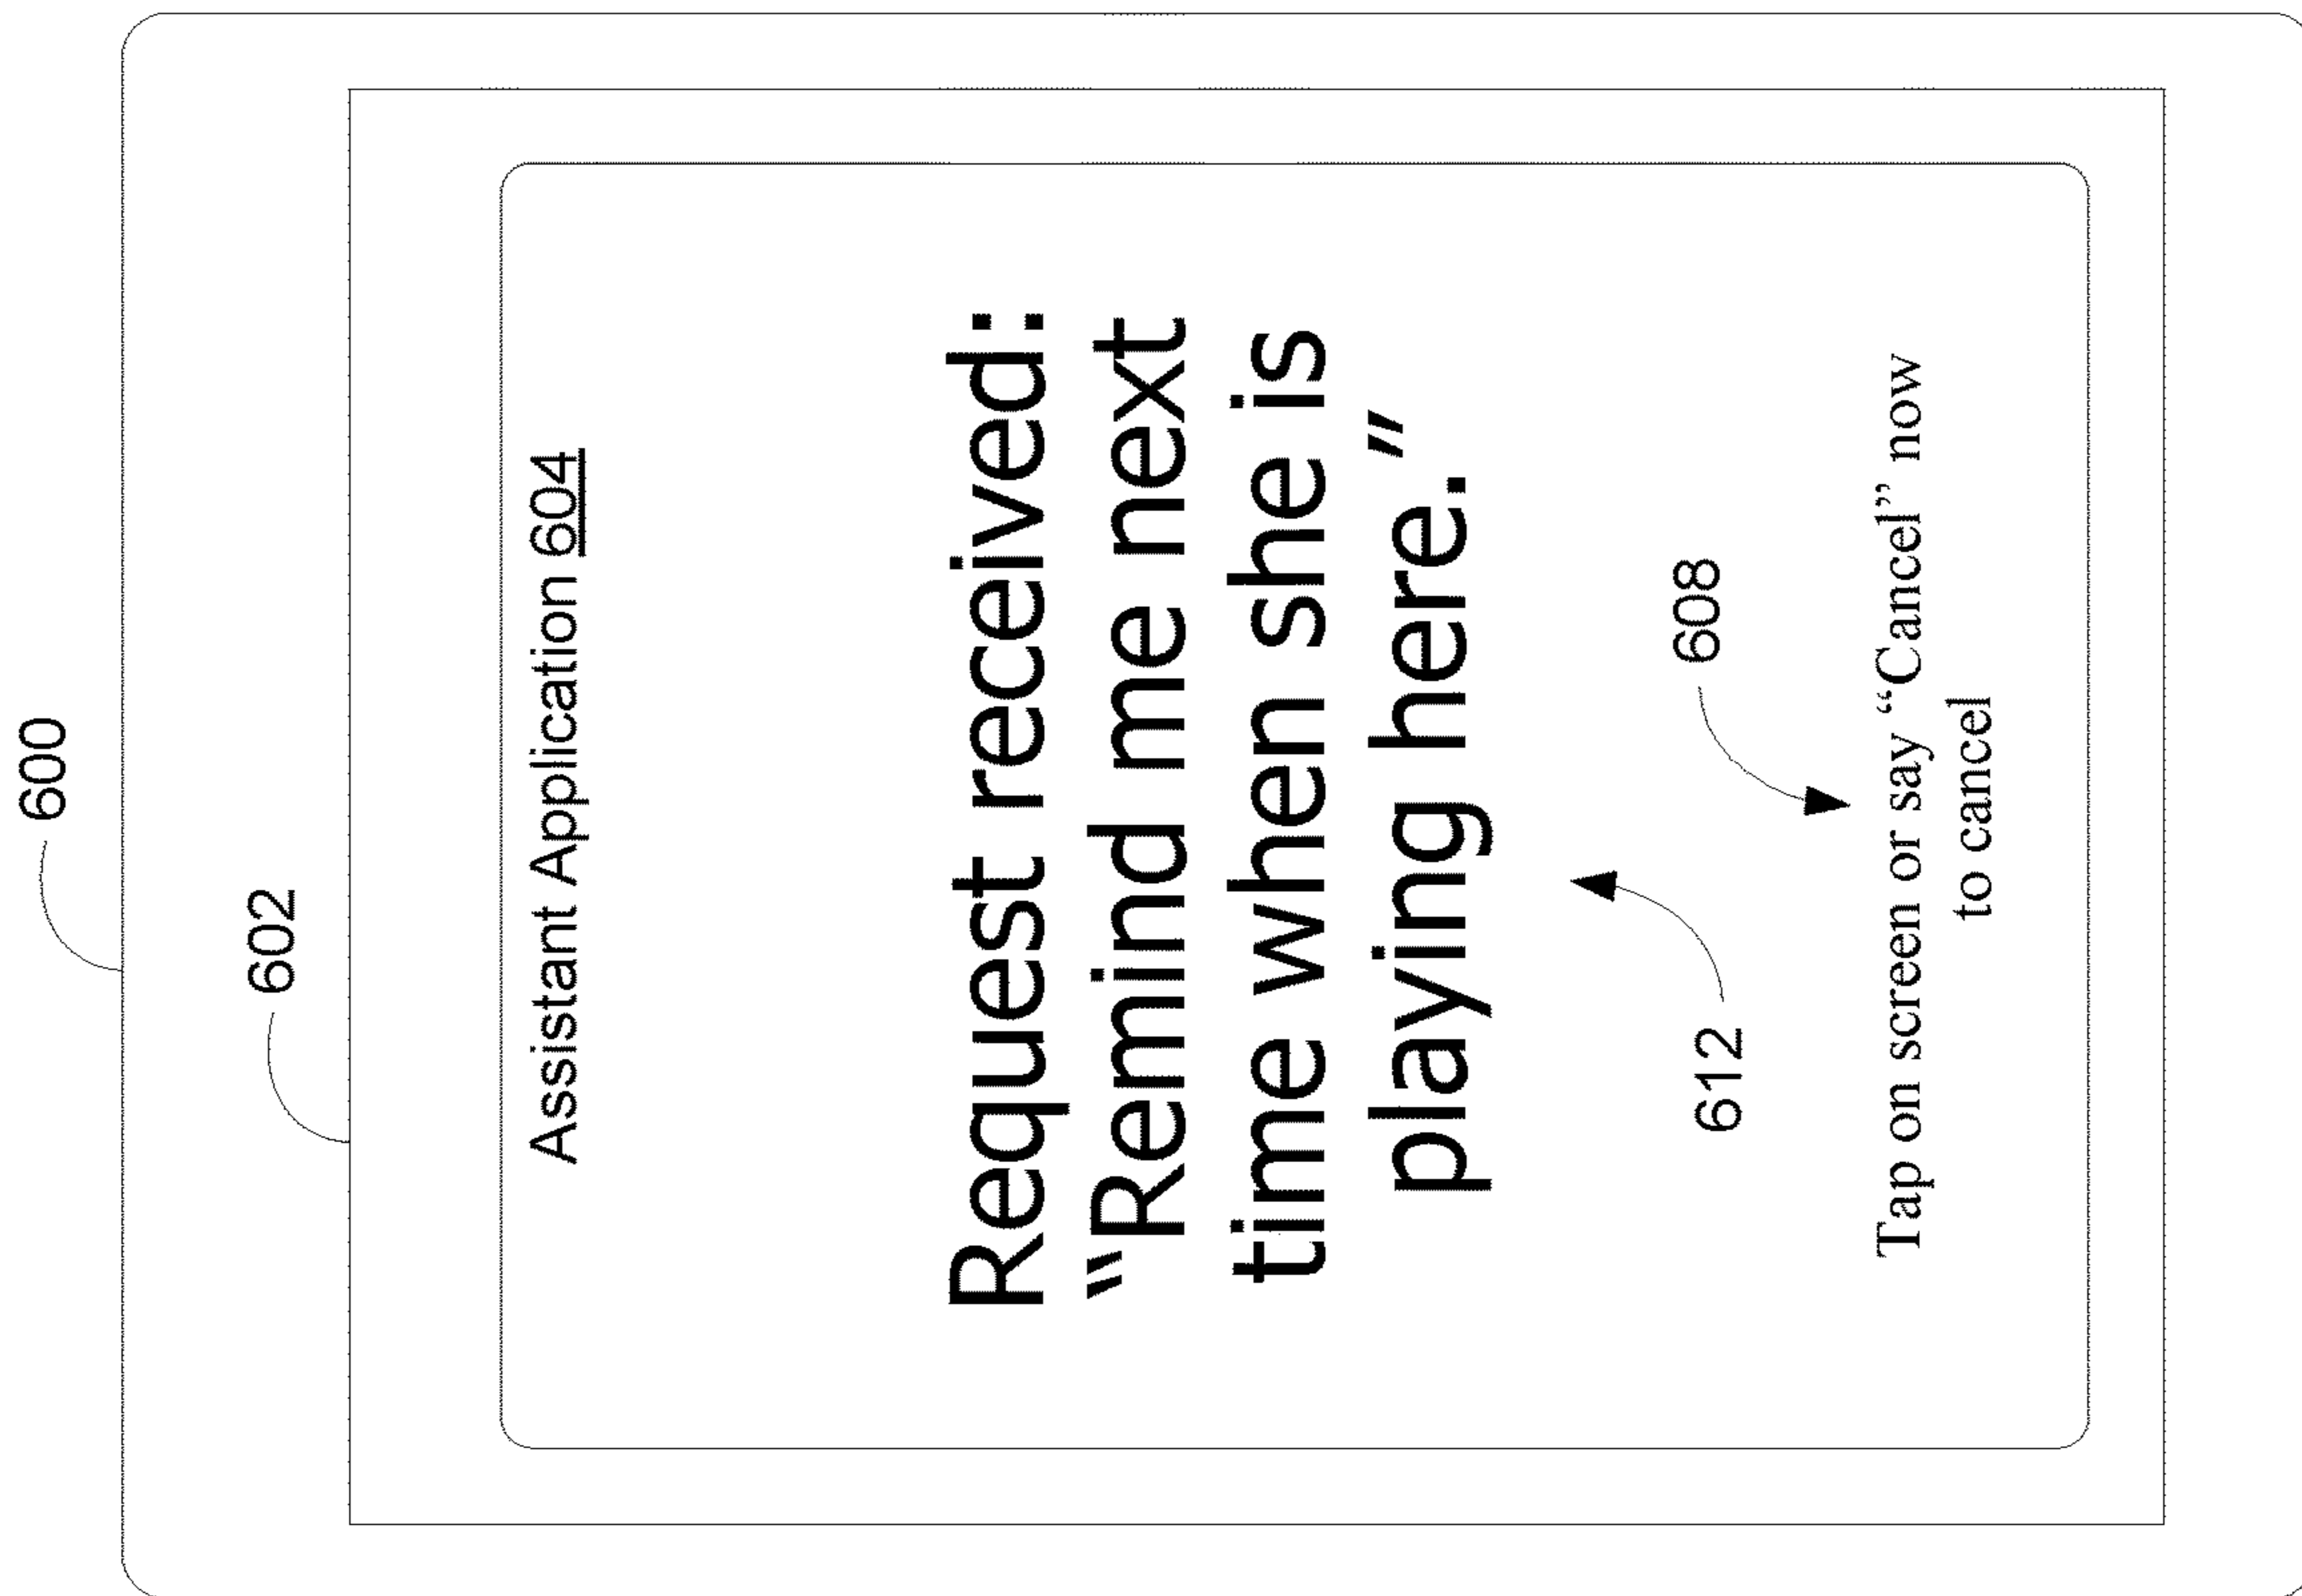 600
602
Assistant Application 604
Request received:
“Remind me next
time when she is
playing here.”
612
608
Tap on screen or say “Cancel” now
to cancel